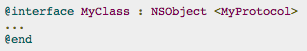 @interface MyClass : NSObject <MyProtocol>
...
@end